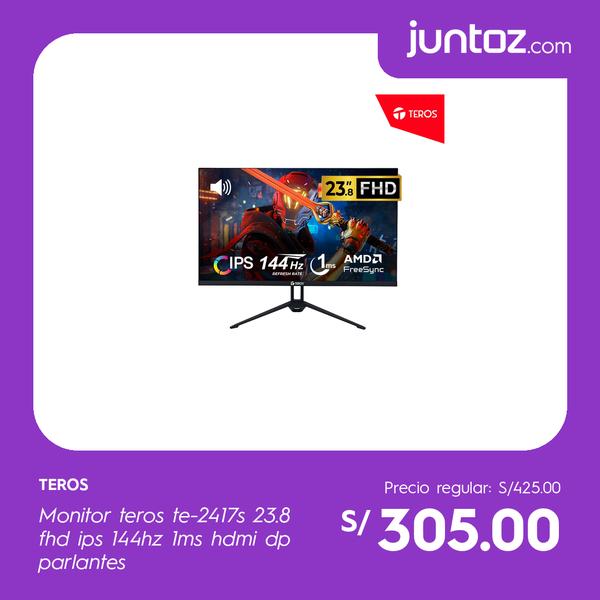 juntoz.com
TEROS
23.8" FHD
IPS 144Hz 1ms AMD
REFRESH RATE FreeSync
TEROS
TEROS
Precio regular: S/425.00
Monitor teros te-2417s 23.8
fhd ips 144hz 1ms hdmi dp
parlantes
S/ 305.00